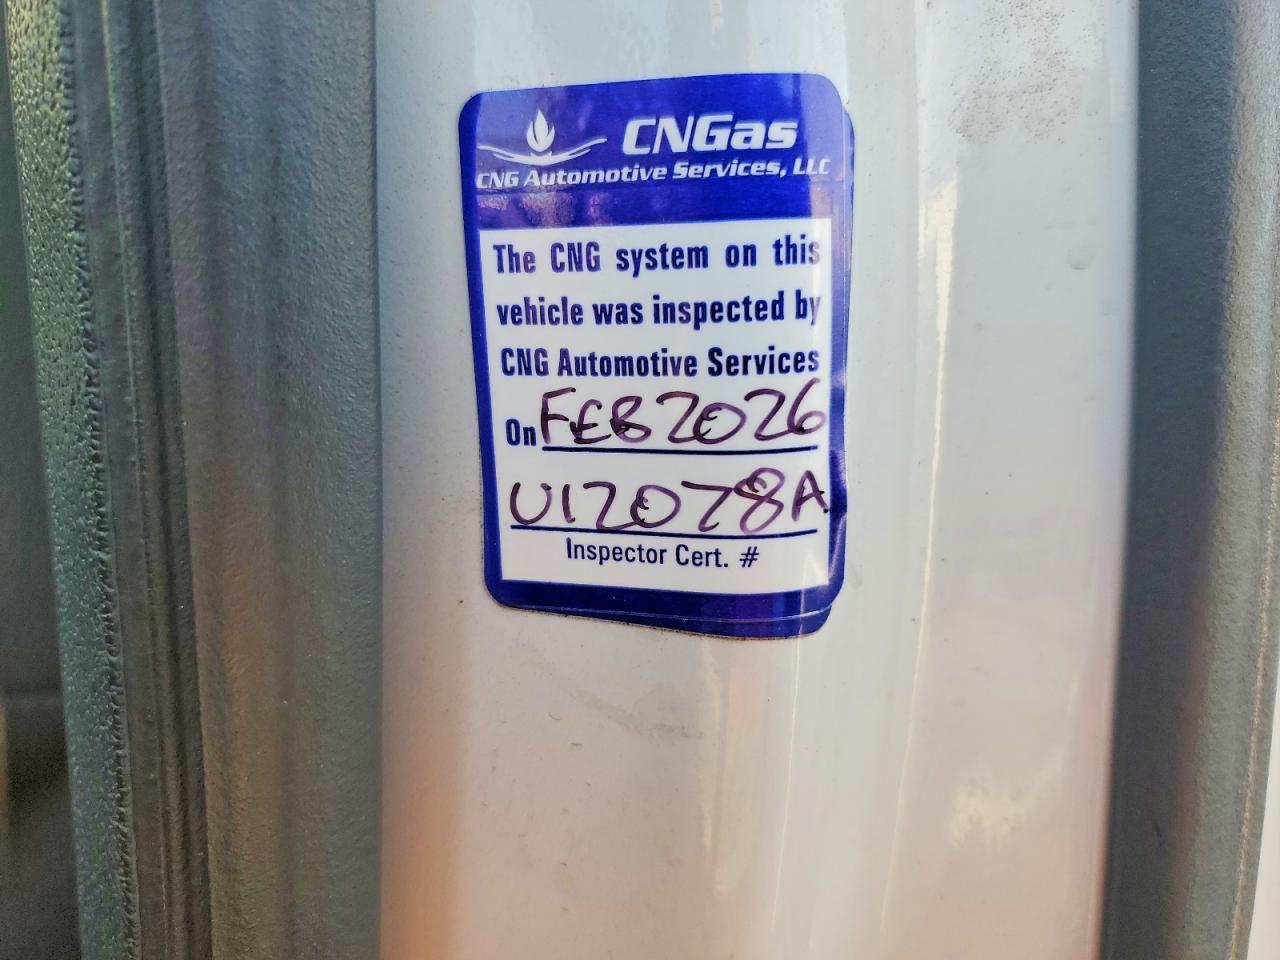 CNGas
CNG Automotive Services, LLC
The CNG system on this
vehicle was inspected by
CNG Automotive Services
On FEB 2026
U12078A
Inspector Cert. #